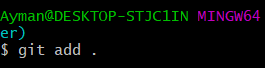 Ayman@DESKTOP-STJC1IN MINGW64
er)
$ git add .